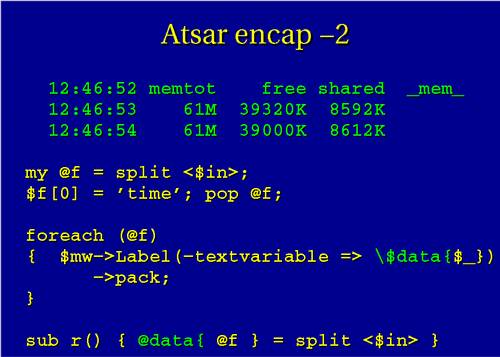 Atsar encap –2
12:46:52 memtot free shared _mem_
12:46:53 61M 39320K 8592K
12:46:54 61M 39000K 8612K
my @f = split <$in>;
$f[0] = ’time’; pop @f;
foreach (@f)
{ $mw–>Label(–textvariable => \$data{$_})
–>pack;
}
sub r() { @data{ @f } = split <$in> }